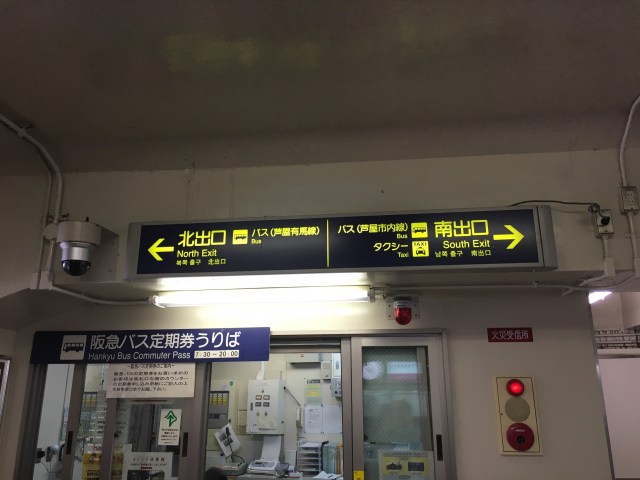 北出口
North Exit
북쪽 출구 北出口
バス(芦屋有馬線)
Bus
バス(芦屋市内線)
Bus
タクシー
Taxi
TAXI
南出口
South Exit
남쪽 출구 南出口
阪急バス定期券うりば
Hankyu Bus Commuter Pass 7:30-20:00
火災受信所